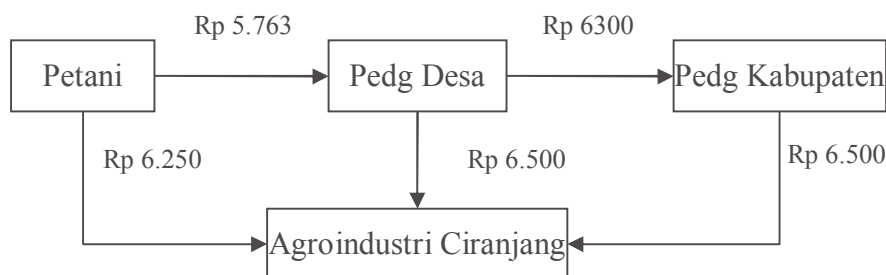 Rp 5.763
Rp 6300
Petani
Pedg Desa
Pedg Kabupaten
Rp 6.250
Rp 6.500
Rp 6.500
Agroindustri Ciranjang